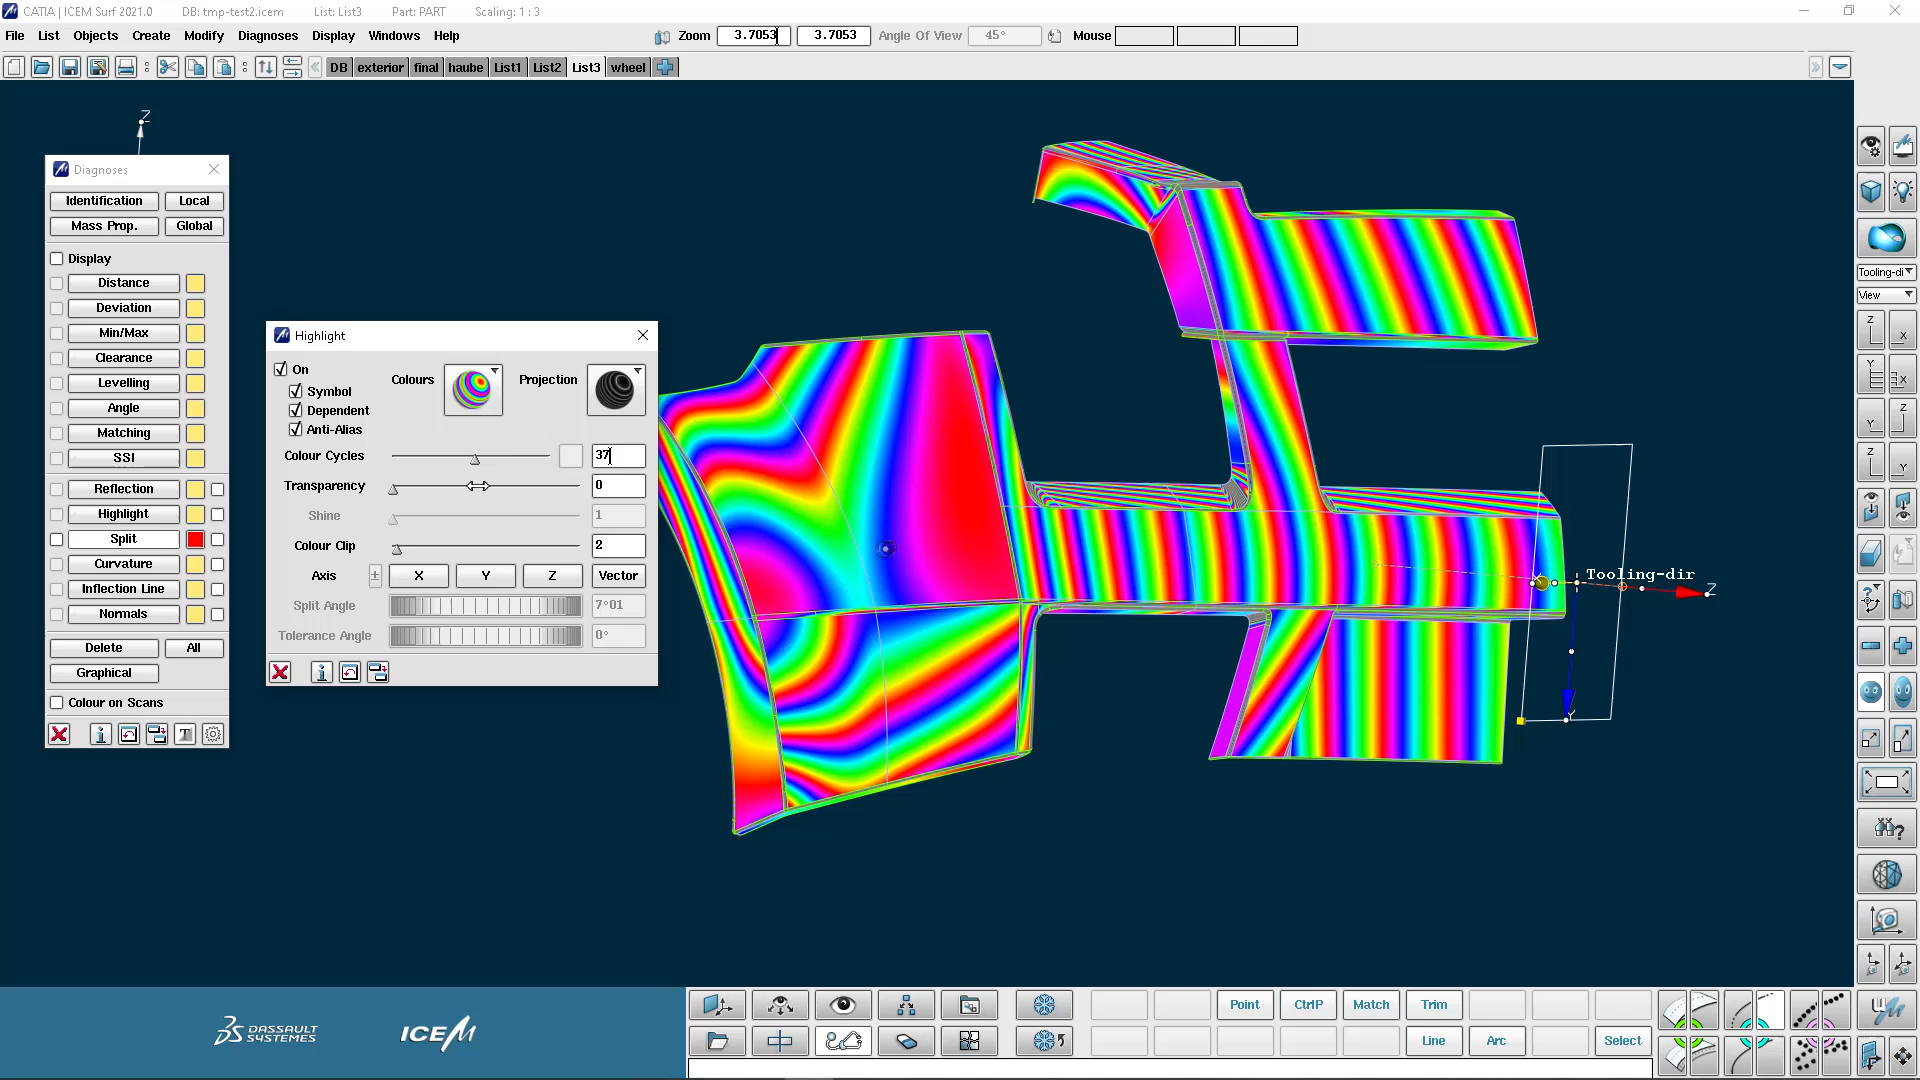 CATIA | ICEM Surf 2021.0 DB: tmp-test2.icem List: List3 Part: PART Scaling: 1 : 3
File List Objects Create Modify Diagnoses Display Windows Help Zoom 3.7053 3.7053 Angle Of View 45° Mouse
DB exterior final haube List1 List2 List3 wheel
Z
Diagnoses
Identification Local
Mass Prop. Global
Display
Distance
Deviation
Min/Max
Clearance
Levelling
Angle
Matching
SSI
Reflection
Highlight
Split
Curvature
Inflection Line
Normals
Delete All
Graphical
Colour on Scans
Highlight
On Colours Projection
Symbol
Dependent
Anti-Alias
Colour Cycles 37
Transparency 0
Shine 1
Colour Clip 2
Axis + X Y Z Vector
Split Angle 7°01
Tolerance Angle 0°
Tooling-dir
X
Z
Y
Tooling-di
View
Z X
Y X
Y Z
Z Y
DASSAULT SYSTEMES
ICEM
Point CtrlP Match Trim
Line Arc Select